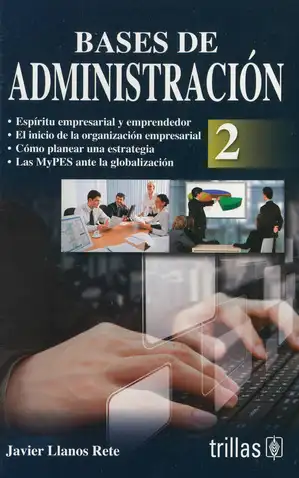 BASES DE
ADMINISTRACIÓN
• Espíritu empresarial y emprendedor
• El inicio de la organización empresarial
• Cómo planear una estrategia
• Las MyPES ante la globalización
2
Javier Llanos Rete
trillas